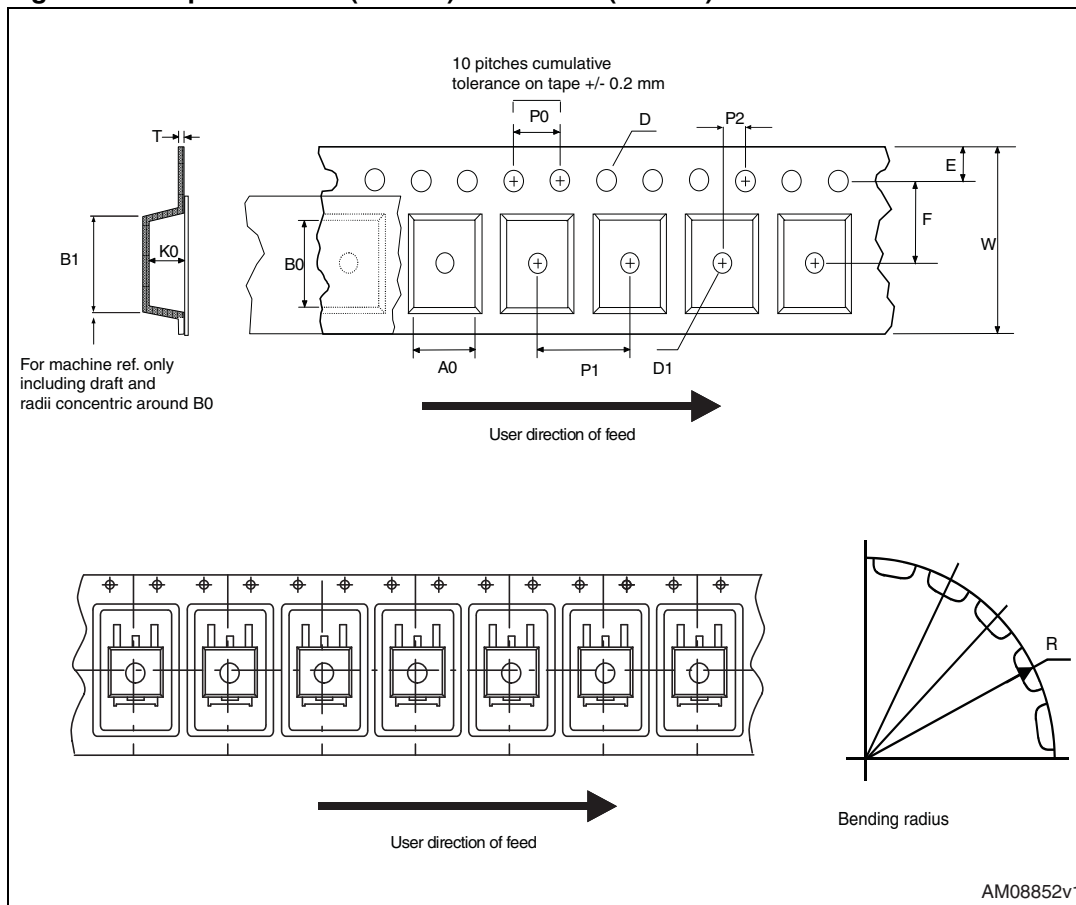 10 pitches cumulative
tolerance on tape +/- 0.2 mm
T
P0
D
P2
E
F
W
B1
K0
B0
For machine ref. only
including draft and
radii concentric around B0
A0
P1
D1
User direction of feed
R
Bending radius
User direction of feed
AM08852v1